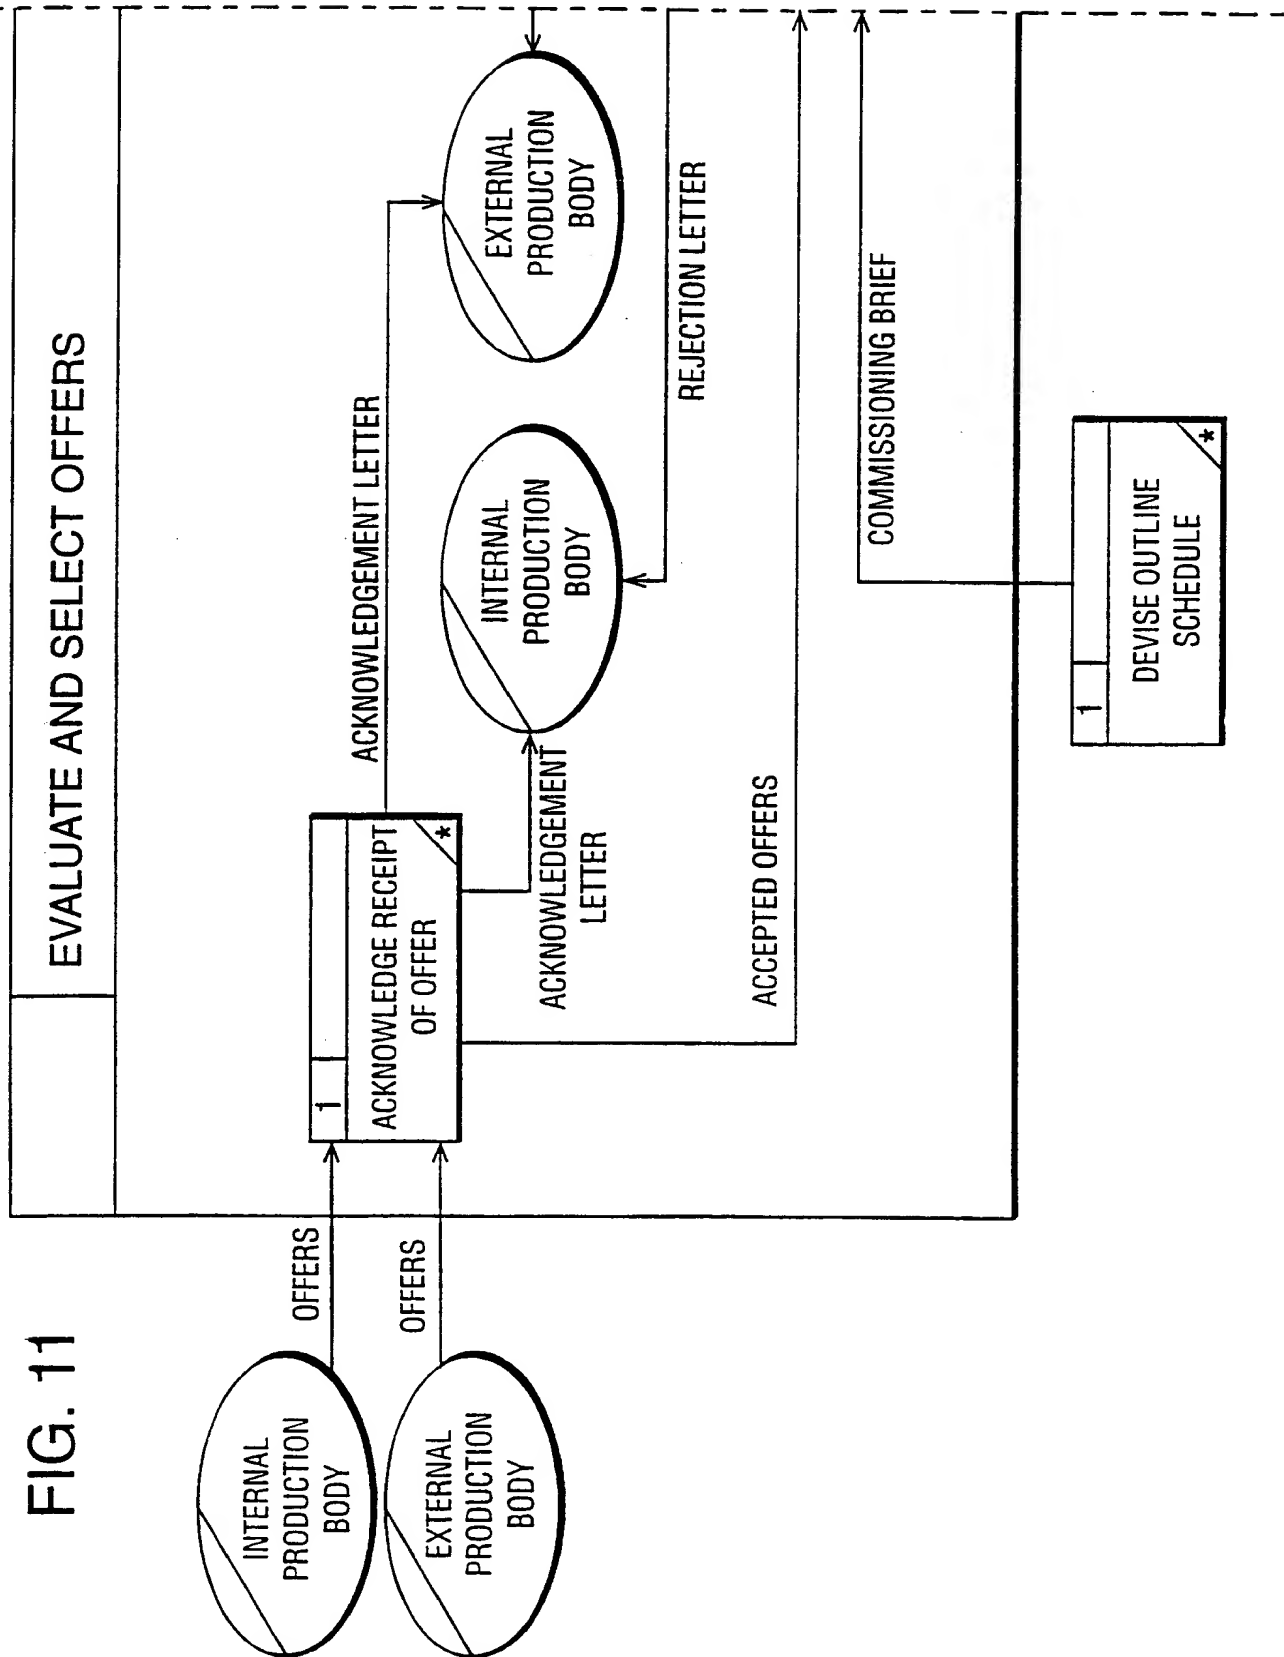 FIG. 11
EVALUATE AND SELECT OFFERS
INTERNAL
PRODUCTION
BODY
OFFERS
EXTERNAL
PRODUCTION
BODY
OFFERS
1
ACKNOWLEDGE RECEIPT
OF OFFER
*
ACKNOWLEDGEMENT LETTER
EXTERNAL
PRODUCTION
BODY
ACKNOWLEDGEMENT
LETTER
INTERNAL
PRODUCTION
BODY
REJECTION LETTER
ACCEPTED OFFERS
COMMISSIONING BRIEF
1
DEVISE OUTLINE
SCHEDULE
*